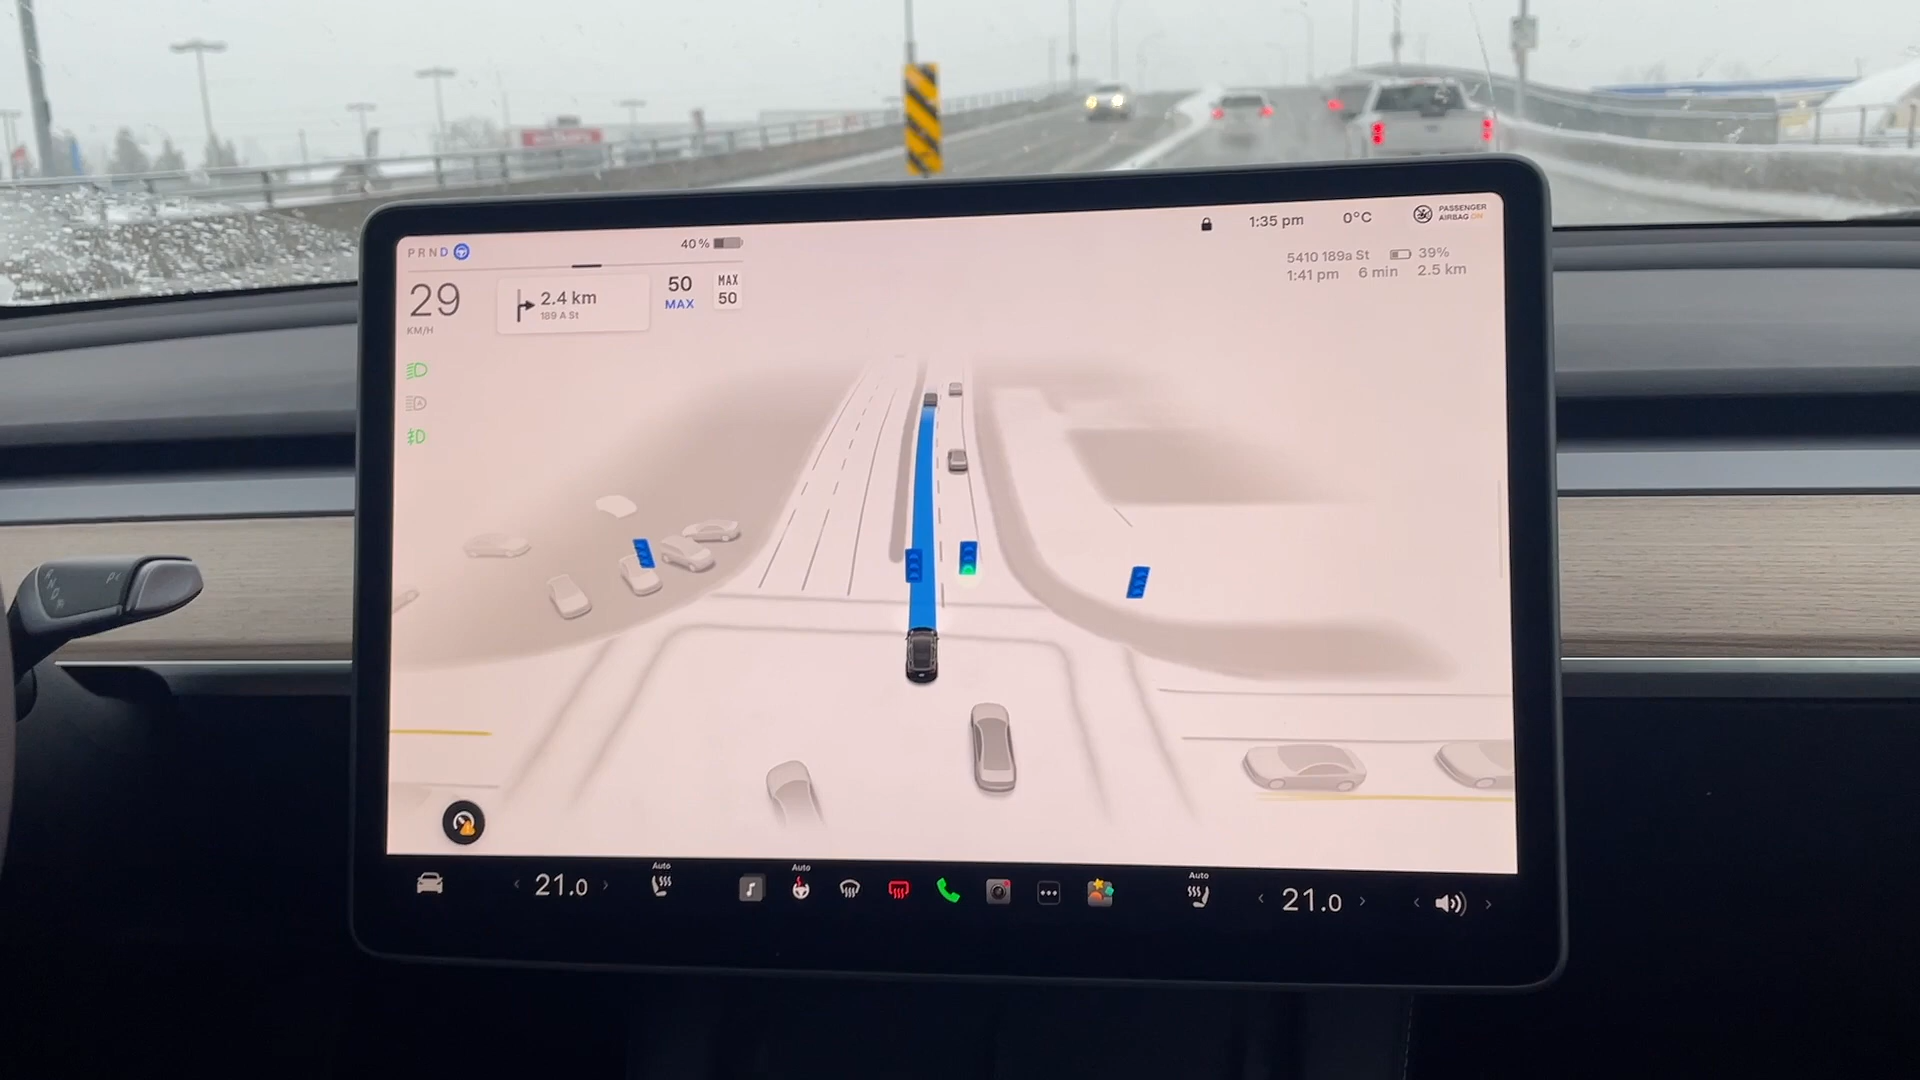 PRND
40 %
1:35 pm
0°C
PASSENGER
AIRBAG ON
29
KM/H
2.4 km
189 A St
50
MAX
MAX
50
5410 189a St
39%
1:41 pm
6 min
2.5 km
Auto
21.0
Auto
Auto
21.0